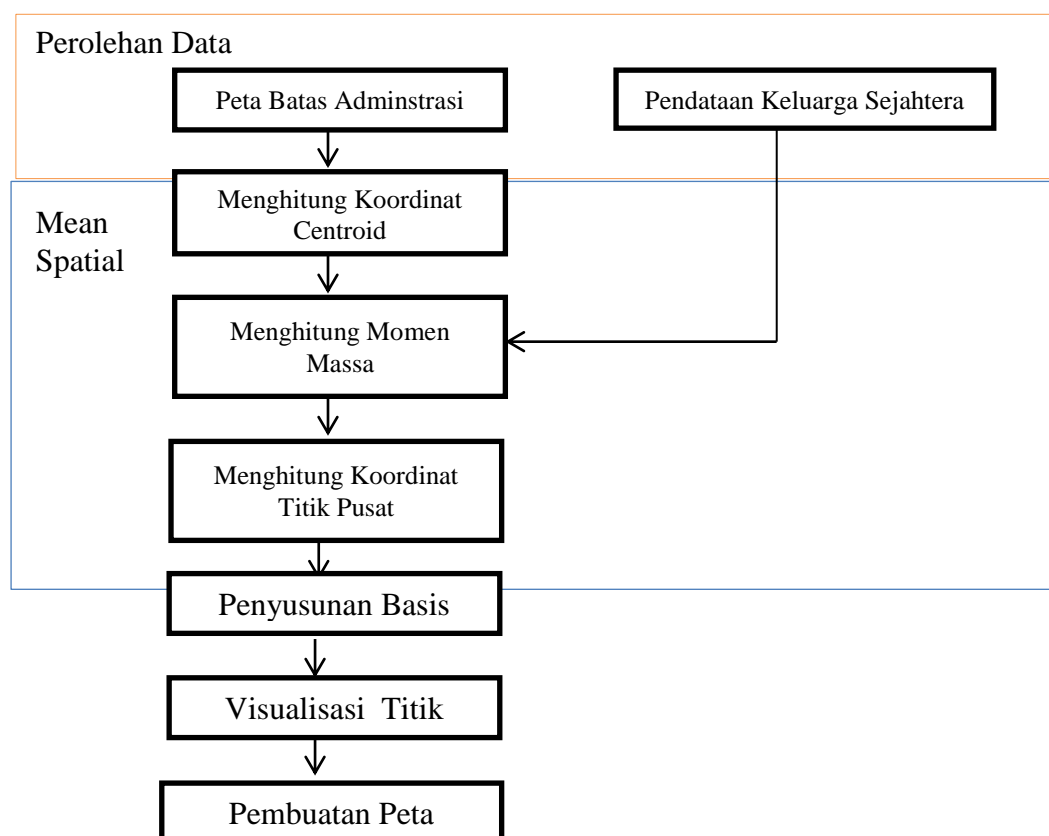 Perolehan Data
Peta Batas Adminstrasi
Pendataan Keluarga Sejahtera
Menghitung Koordinat
Centroid
Mean
Spatial
Menghitung Momen
Massa
Menghitung Koordinat
Titik Pusat
Penyusunan Basis
Visualisasi  Titik
Pembuatan Peta